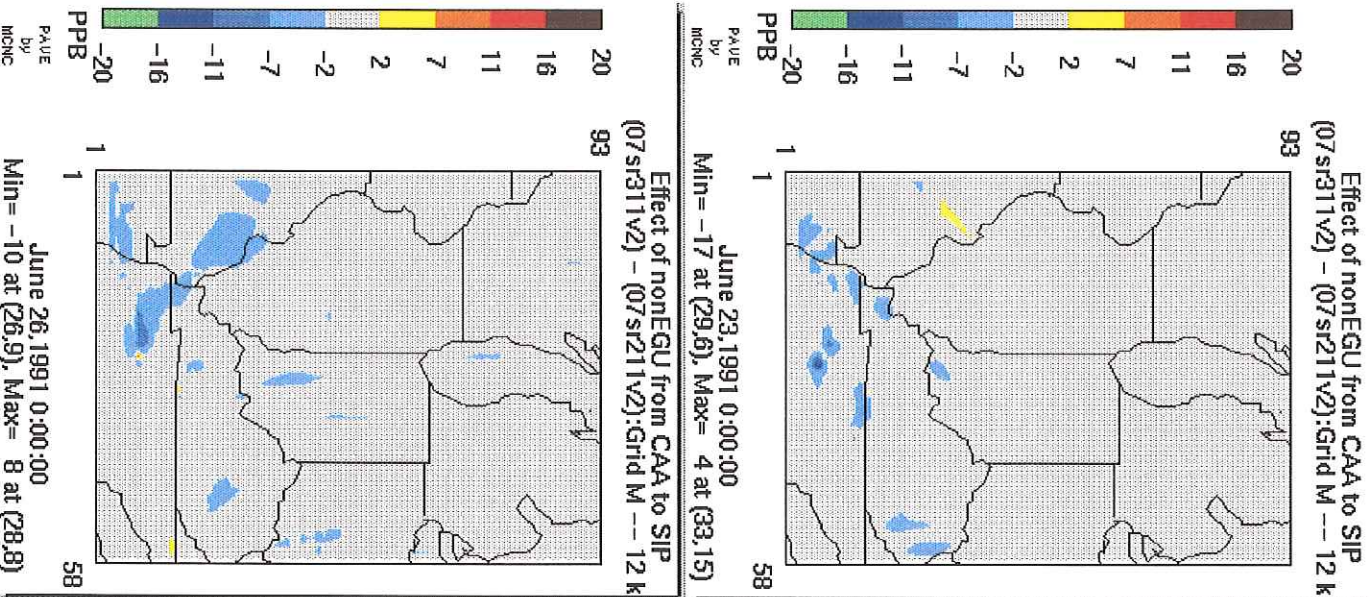 Effect of nonEGU from CAA to SIP
(07sr311v2) - (07sr211v2):Grid M --- 12 k
20
16
11
7
2
-2
-7
-11
-16
-20
PPB
PAVE
by
MCNC
93
1
1
58
June 23,1991 0:00:00
Min= -17 at (29,6), Max= 4 at (33,15)
Effect of nonEGU from CAA to SIP
(07sr311v2) - (07sr211v2):Grid M --- 12 k
20
16
11
7
2
-2
-7
-11
-16
-20
PPB
PAVE
by
MCNC
93
1
1
58
June 26,1991 0:00:00
Min= -10 at (26,9), Max= 8 at (28,8)